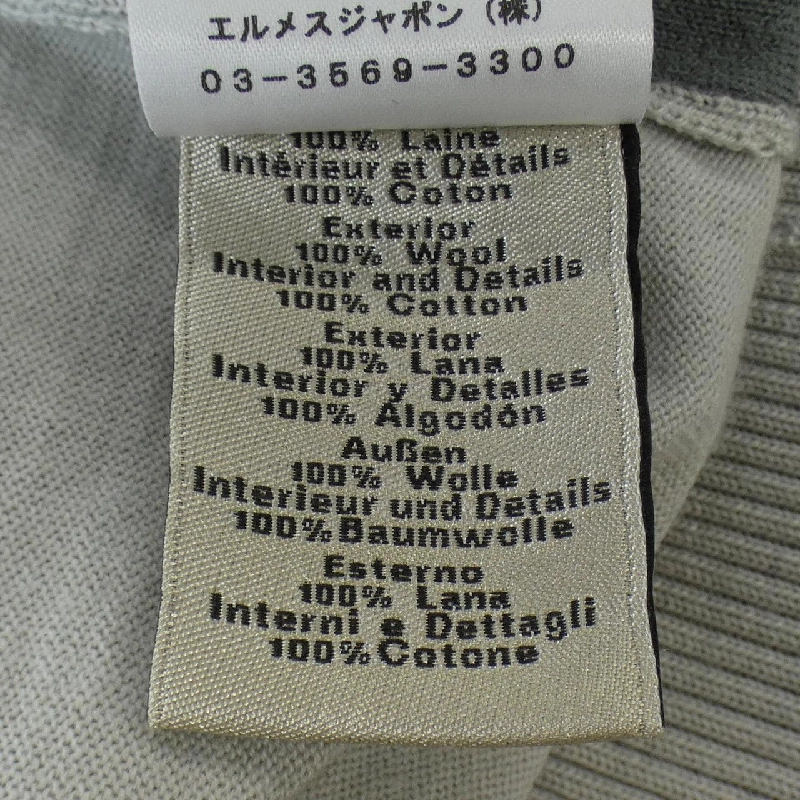 エルメスジャポン（株）
03-3569-3300
100% Laine
Intérieur et Détails
100% Coton
Exterior
100% Wool
Interior and Details
100% Cotton
Exterior
100% Lana
Interior y Detalles
100% Algodón
Außen
100% Wolle
Interieur und Details
100% Baumwolle
Esterno
100% Lana
Interni e Dettagli
100% Cotone